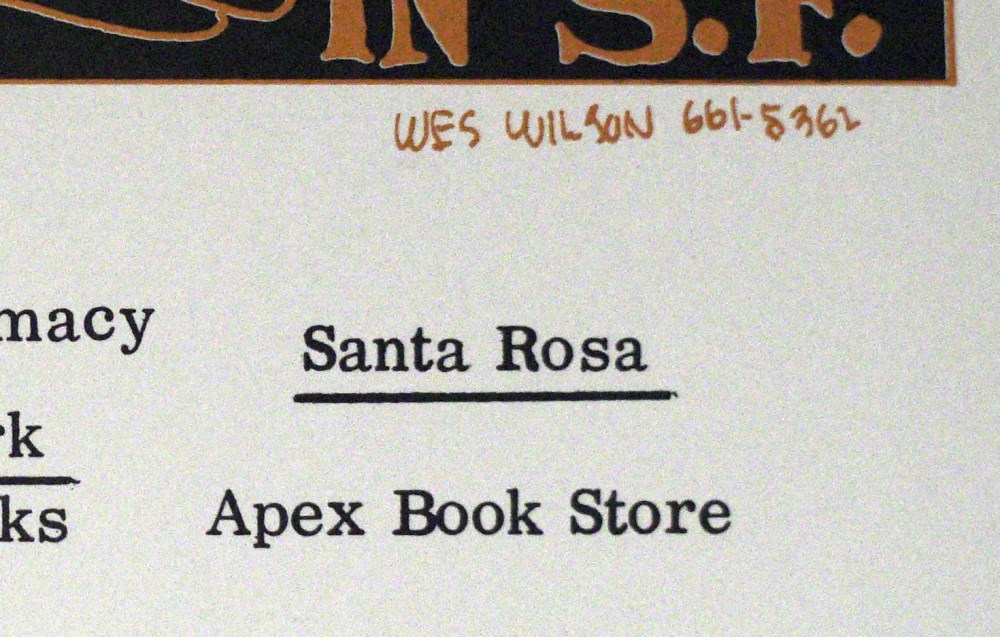 IN S.F.
WES WILSON 661-5362
macy
Santa Rosa
rk
ks
Apex Book Store